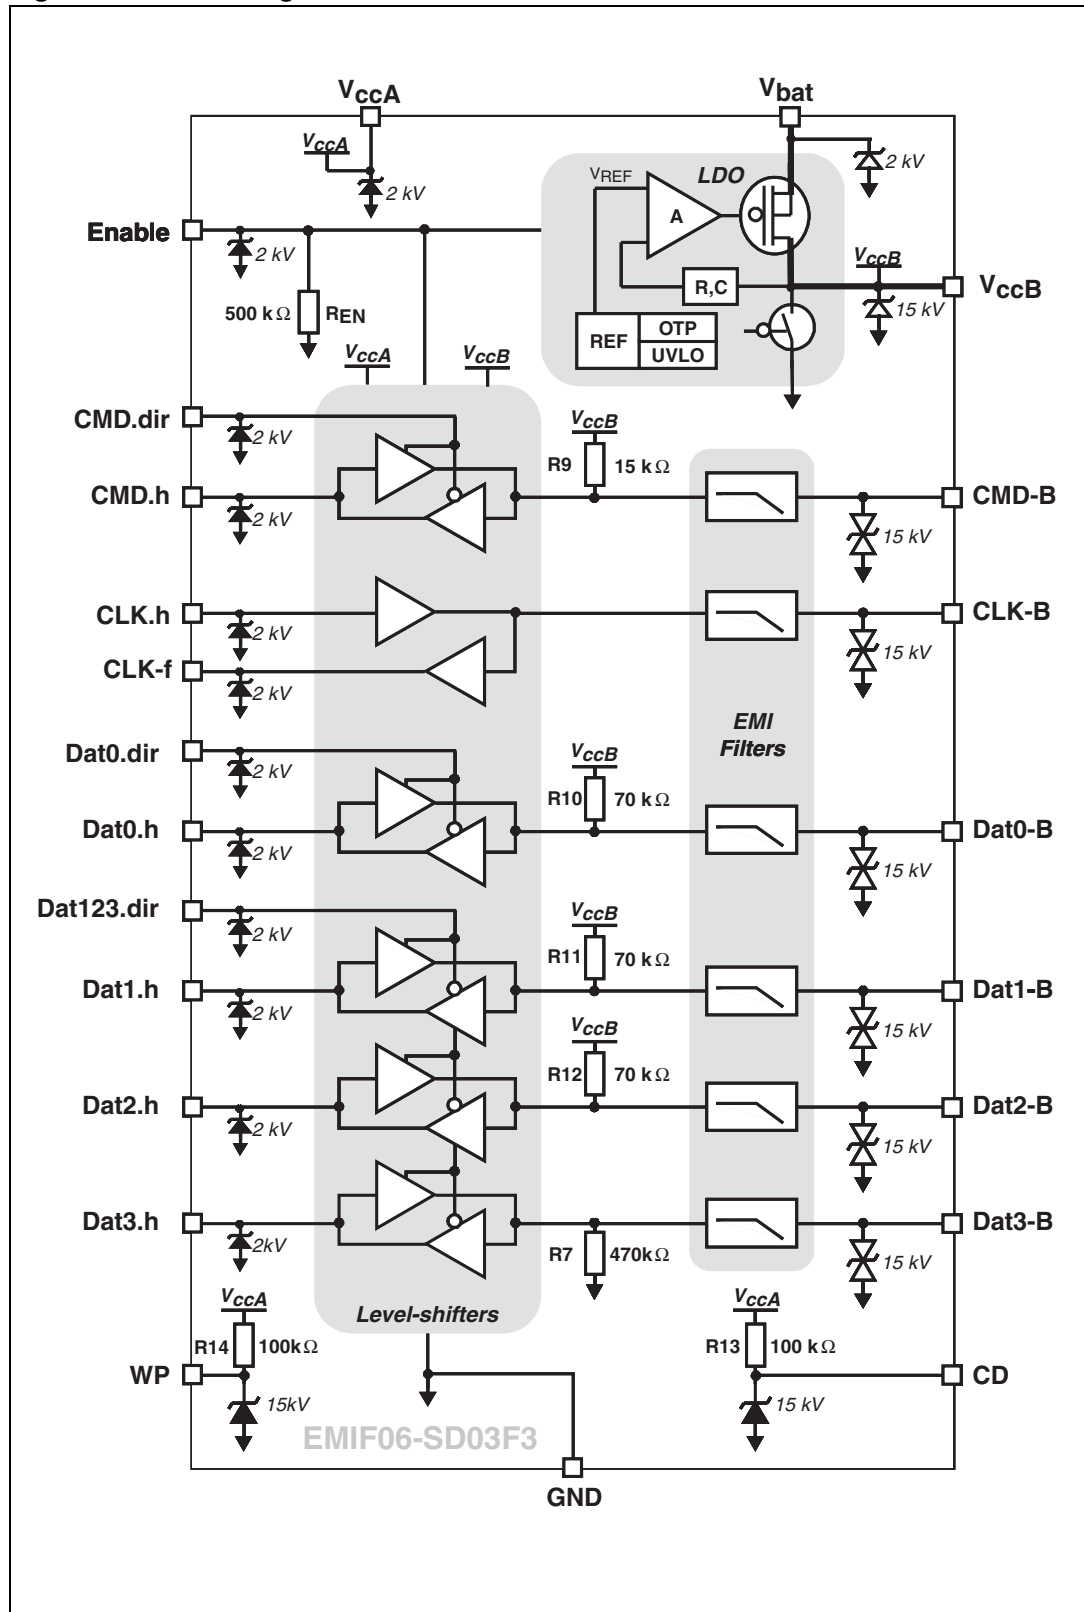 VccA
Vbat
VccA
2 kV
2 kV
VREF
LDO
A
Enable
2 kV
VccB
VccB
R,C
15 kV
500 kΩ
REN
REF
OTP
UVLO
VccA
VccB
CMD.dir
2 kV
VccB
R9
15 kΩ
CMD.h
2 kV
CMD-B
15 kV
CLK.h
2 kV
CLK-B
15 kV
CLK-f
2 kV
EMI
Filters
Dat0.dir
2 kV
VccB
R10
70 kΩ
Dat0.h
2 kV
Dat0-B
15 kV
Dat123.dir
2 kV
VccB
R11
70 kΩ
Dat1.h
2 kV
Dat1-B
15 kV
VccB
R12
70 kΩ
Dat2.h
2 kV
Dat2-B
15 kV
Dat3.h
2kV
R7
470kΩ
Dat3-B
15 kV
VccA
R14
100kΩ
Level-shifters
VccA
R13
100 kΩ
WP
15kV
CD
15 kV
EMIF06-SD03F3
GND